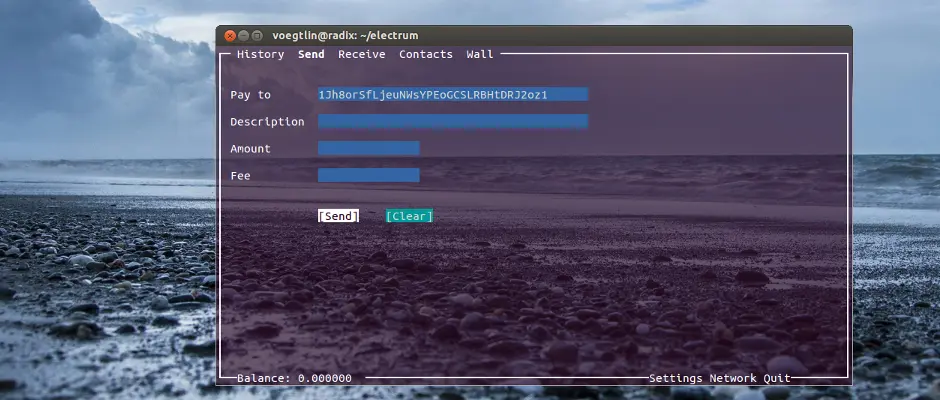 voegtlin@radix: ~/electrum
History Send Receive Contacts Wall
Pay to 1Jh8orSfLjeuNWsYPEoGCSLRBHtDRJ2oz1
Description
Amount
Fee
[Send] [Clear]
Balance: 0.000000 Settings Network Quit